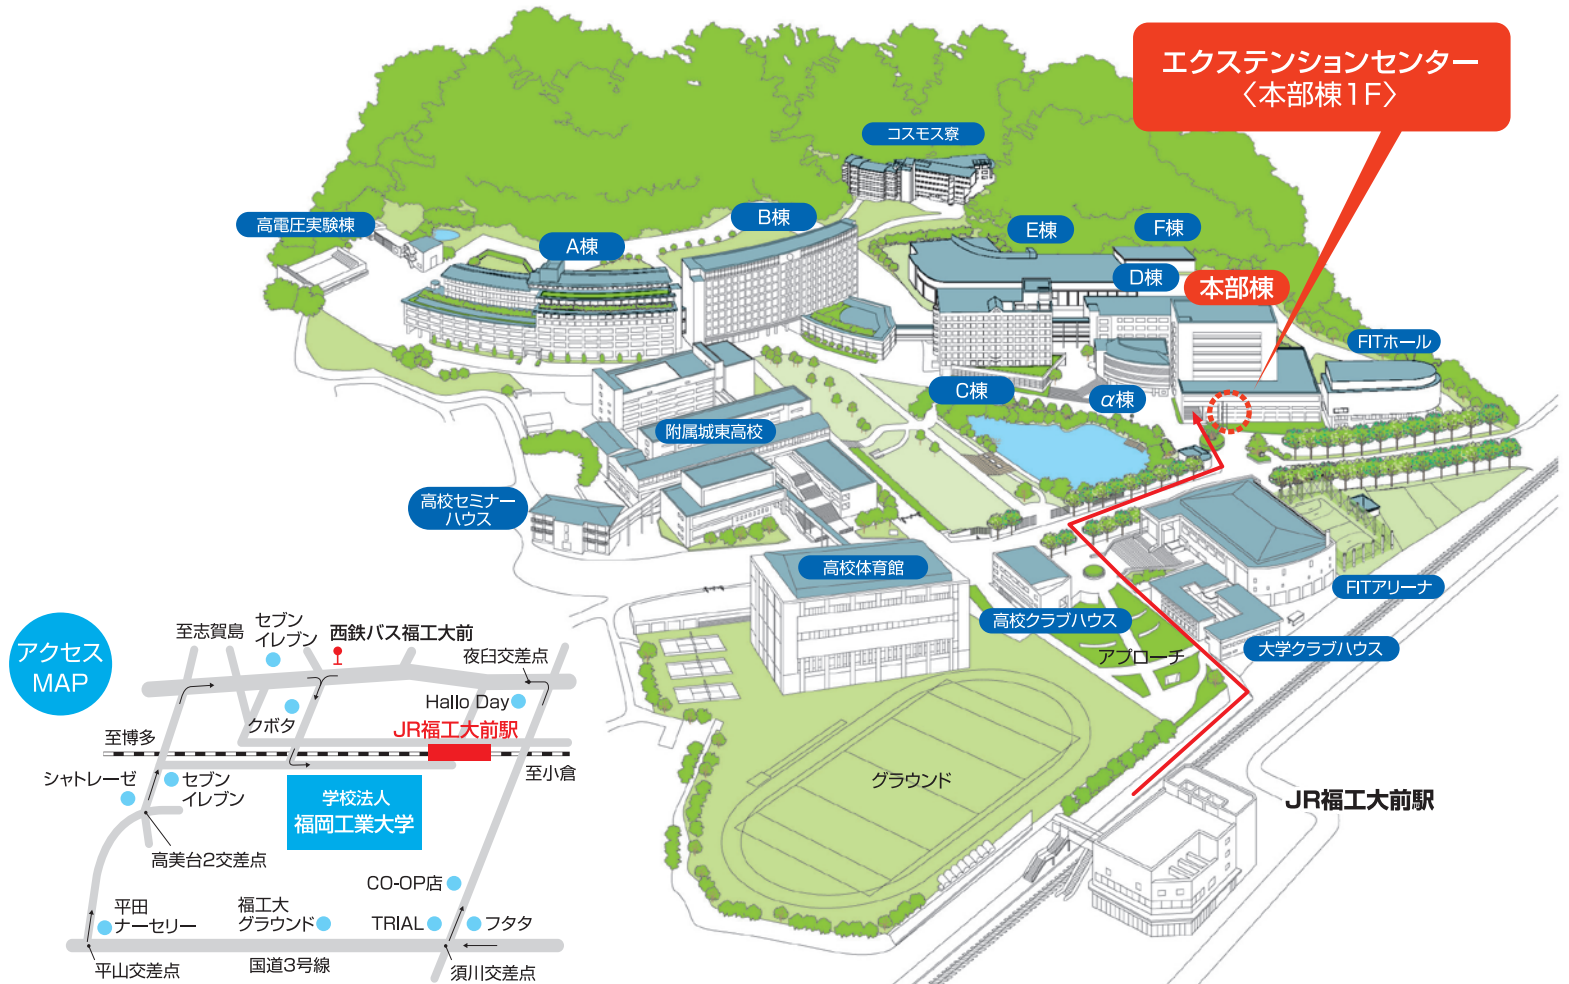 エクステンションセンター
〈本部棟1F〉
コスモス寮
高電圧実験棟
A棟
B棟
E棟
F棟
D棟
本部棟
FITホール
C棟
α棟
附属城東高校
高校セミナー
ハウス
高校体育館
高校クラブハウス
アプローチ
FITアリーナ
大学クラブハウス
グラウンド
JR福工大前駅
アクセス
MAP
至志賀島
セブン
イレブン
西鉄バス福工大前
夜臼交差点
Hallo Day
クボタ
JR福工大前駅
至博多
至小倉
シャトレーゼ
セブン
イレブン
学校法人
福岡工業大学
高美台2交差点
CO-OP店
平田
ナーセリー
福工大
グラウンド
TRIAL
フタタ
平山交差点
国道3号線
須川交差点